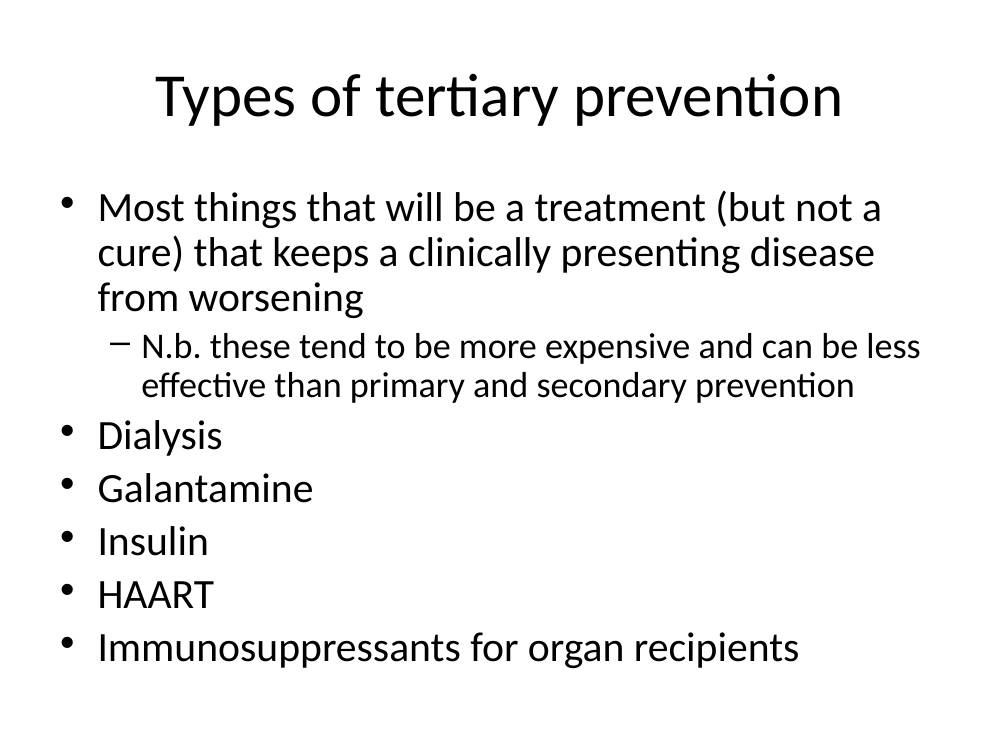 Types of tertiary prevention
• Most things that will be a treatment (but not a
cure) that keeps a clinically presenting disease
from worsening
– N.b. these tend to be more expensive and can be less
effective than primary and secondary prevention
• Dialysis
• Galantamine
• Insulin
• HAART
• Immunosuppressants for organ recipients